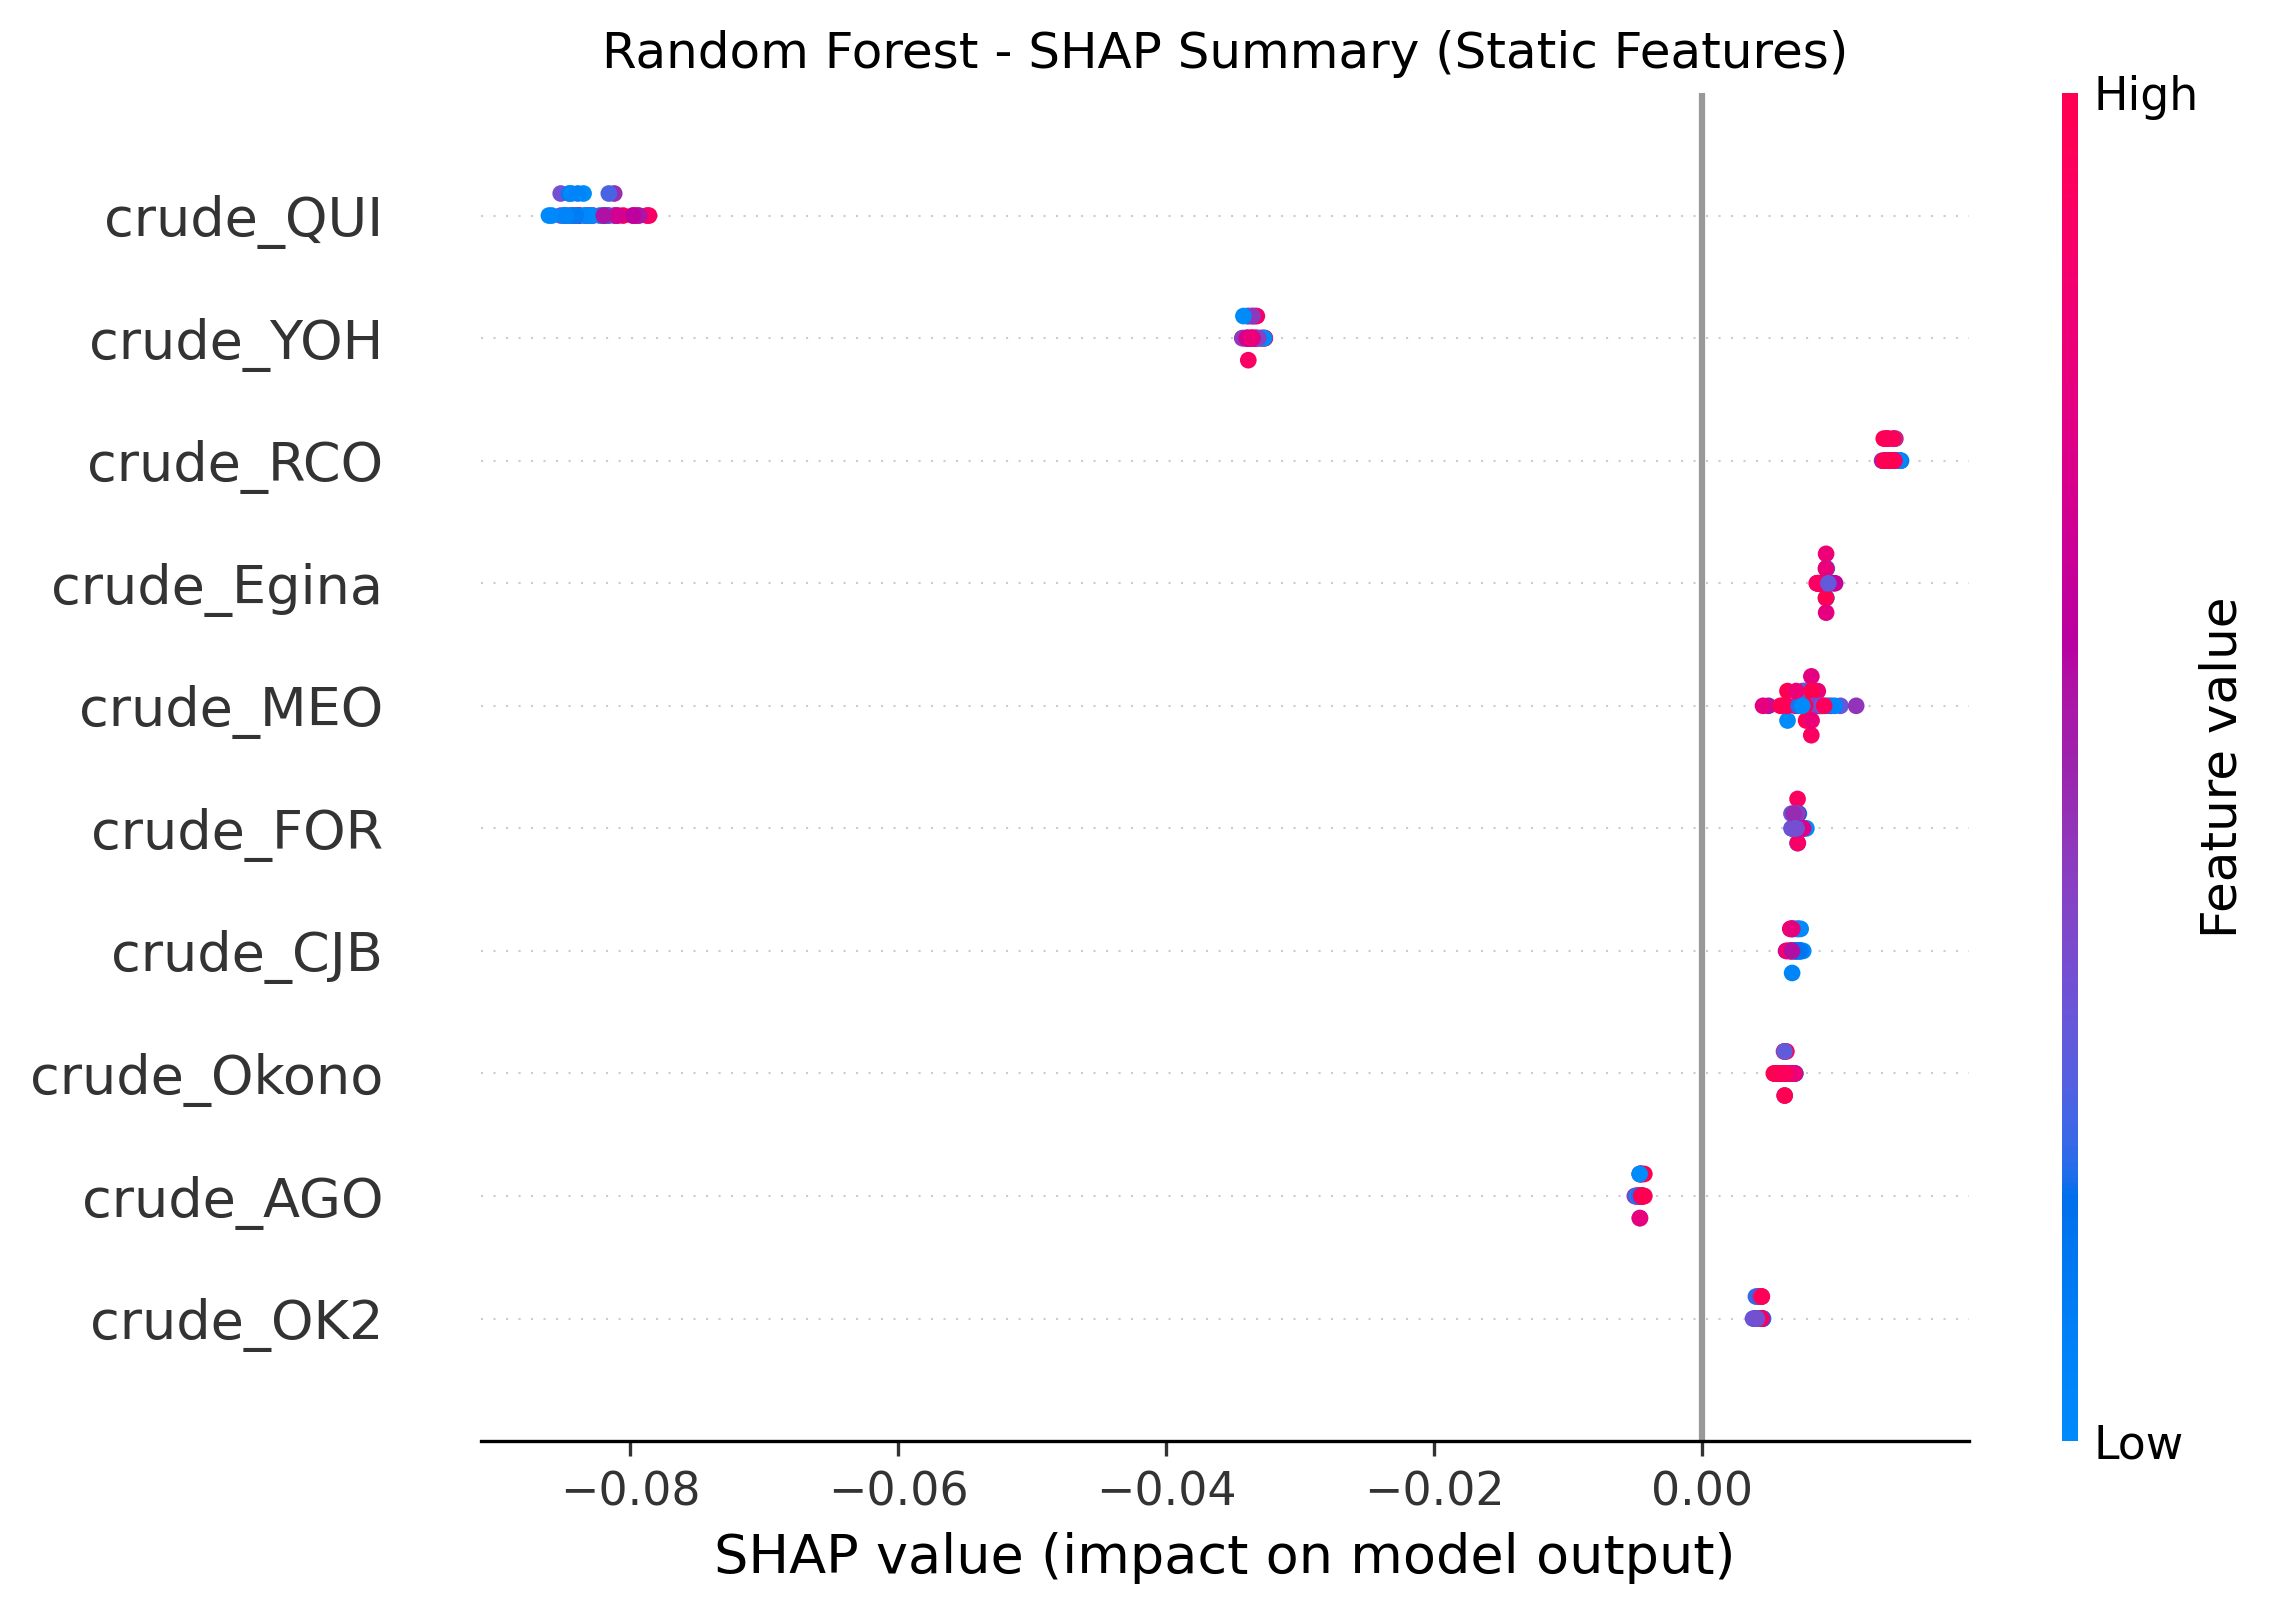 Random Forest - SHAP Summary (Static Features)
High
crude_QUI
crude_YOH
crude_RCO
crude_Egina
crude_MEO
crude_FOR
crude_CJB
crude_Okono
crude_AGO
crude_OK2
Feature value
Low
−0.08 −0.06 −0.04 −0.02 0.00
SHAP value (impact on model output)